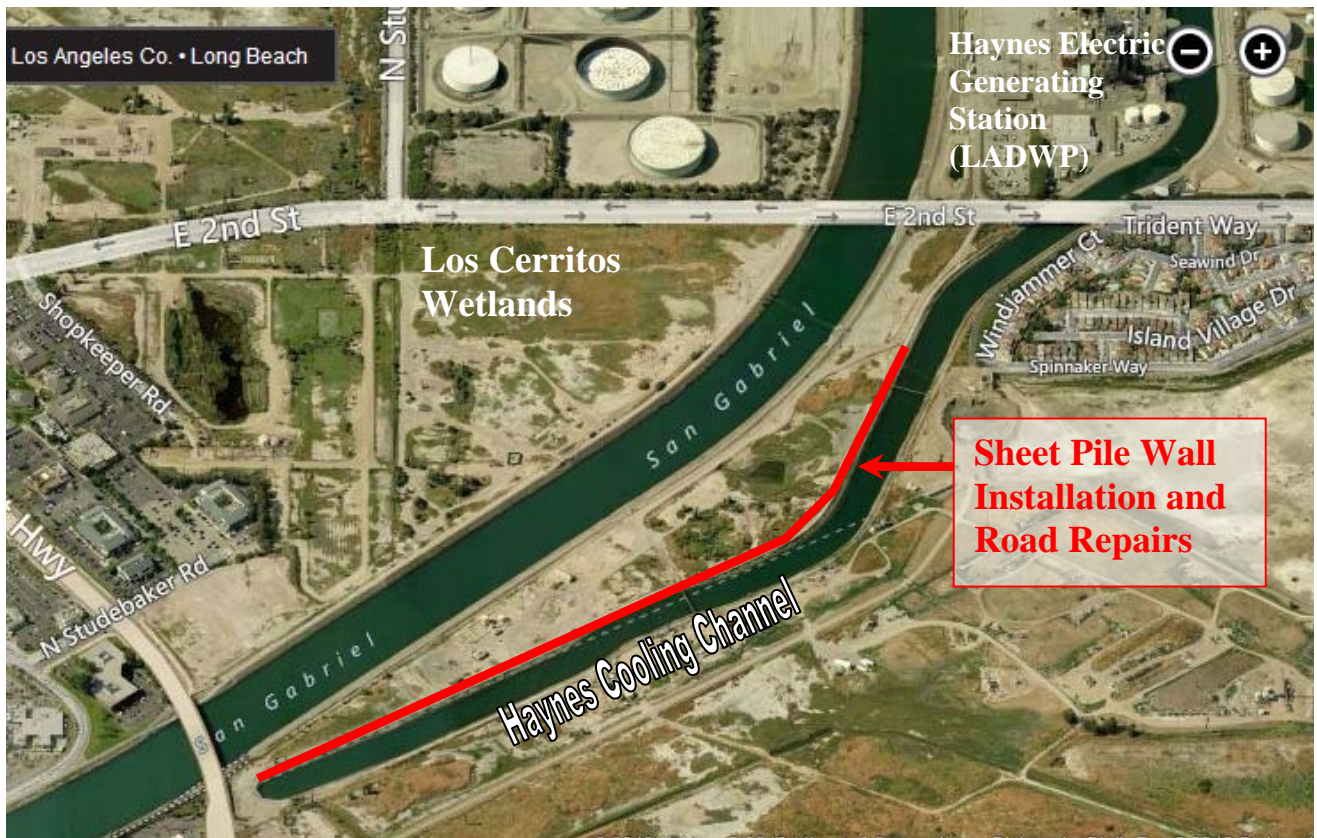 Los Angeles Co. • Long Beach
N Stu
Haynes Electric
Generating
Station
(LADWP)
E 2nd St
E 2nd St
Trident Way
Seawind Dr
Windjammer Ct
Island Village Dr
Spinnaker Way
Los Cerritos
Wetlands
Shopkeeper Rd
San Gabriel
Sheet Pile Wall
Installation and
Road Repairs
Hwy
N Studebaker Rd
San Gabriel
Haynes Cooling Channel